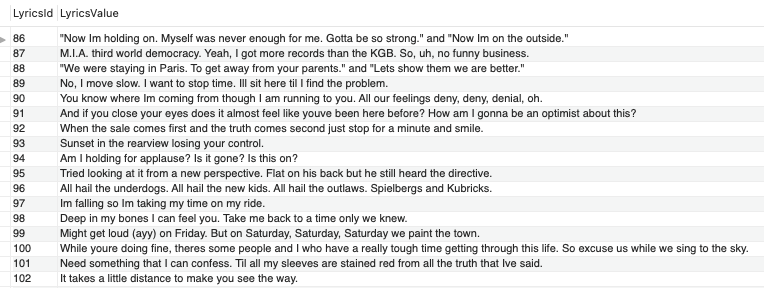 LyricsId LyricsValue
86 "Now Im holding on. Myself was never enough for me. Gotta be so strong." and "Now Im on the outside."
87 M.I.A. third world democracy. Yeah, I got more records than the KGB. So, uh, no funny business.
88 "We were staying in Paris. To get away from your parents." and "Lets show them we are better."
89 No, I move slow. I want to stop time. Ill sit here til I find the problem.
90 You know where Im coming from though I am running to you. All our feelings deny, deny, denial, oh.
91 And if you close your eyes does it almost feel like youve been here before? How am I gonna be an optimist about this?
92 When the sale comes first and the truth comes second just stop for a minute and smile.
93 Sunset in the rearview losing your control.
94 Am I holding for applause? Is it gone? Is this on?
95 Tried looking at it from a new perspective. Flat on his back but he still heard the directive.
96 All hail the underdogs. All hail the new kids. All hail the outlaws. Spielbergs and Kubricks.
97 Im falling so Im taking my time on my ride.
98 Deep in my bones I can feel you. Take me back to a time only we knew.
99 Might get loud (ayy) on Friday. But on Saturday, Saturday, Saturday we paint the town.
100 While youre doing fine, theres some people and I who have a really tough time getting through this life. So excuse us while we sing to the sky.
101 Need something that I can confess. Til all my sleeves are stained red from all the truth that Ive said.
102 It takes a little distance to make you see the way.